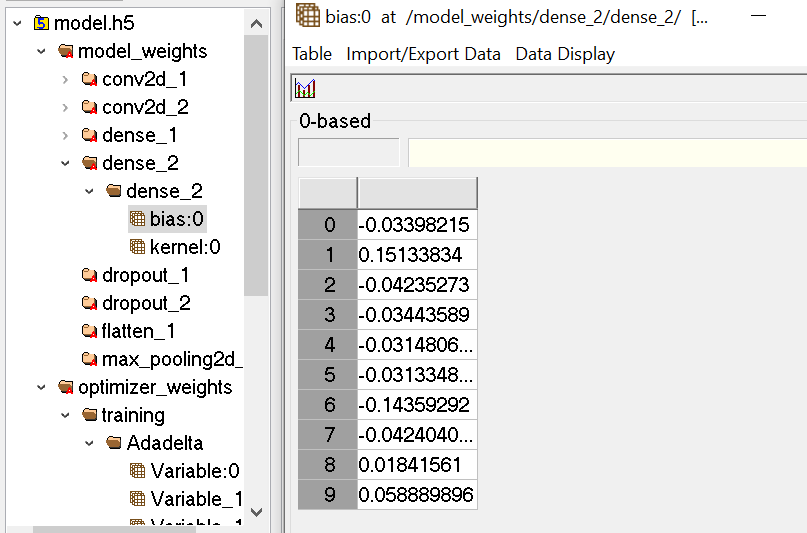 model.h5
model_weights
conv2d_1
conv2d_2
dense_1
dense_2
dense_2
bias:0
kernel:0
dropout_1
dropout_2
flatten_1
max_pooling2d_
optimizer_weights
training
Adadelta
Variable:0
Variable_1
Variable_1
bias:0 at /model_weights/dense_2/dense_2/ [...
Table Import/Export Data Data Display
0-based
0 -0.03398215
1 0.15133834
2 -0.04235273
3 -0.03443589
4 -0.0314806...
5 -0.0313348...
6 -0.14359292
7 -0.0424040...
8 0.01841561
9 0.058889896